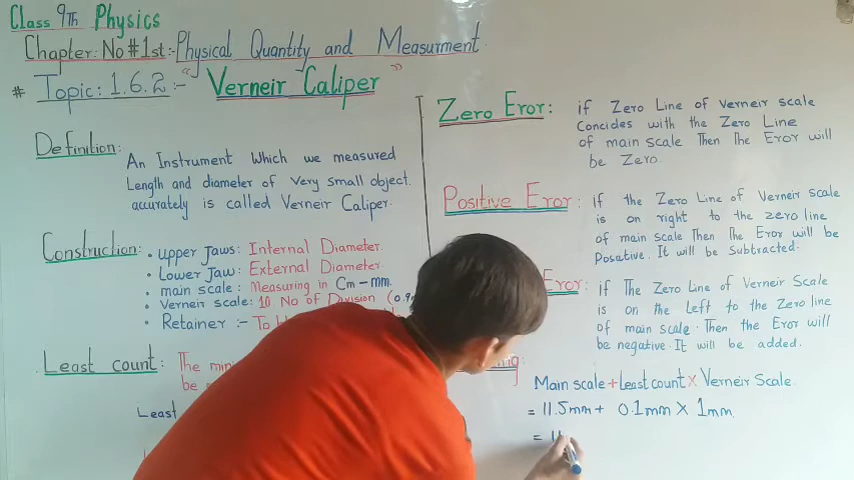 Class 9Th Physics
Chapter: No # 1st:- Physical Quantity and Measurment
# Topic: 1.6.2:- "Verneir Caliper"
Definition:
An Instrument Which we measured
Length and diameter of Very small object.
accurately is called Verneir Caliper.
Construction:
• upper Jaws: Internal Diameter
• Lower Jaw: External Diameter
• main scale: Measuring in Cm - mm.
• Verneir scale: 10 No of Division (0.9
• Retainer :- To
Least count: The min
be
Least
Zero Eror: if Zero Line of Verneir scale
Concides with the Zero Line
of main scale Then The Eror will
be Zero.
Positive Eror: if the Zero Line of Verneir scale
is on right to the zero line
of main scale Then The Eror will be
Posative. It will be Subtracted.
Eror: if The Zero Line of Verneir Scale
is on the Left to the Zero line
of main scale. Then the Eror will
be negative. It will be added.
Main scale + Least count x Verneir Scale
= 11.5mm + 0.1mm X 1mm.
= 11